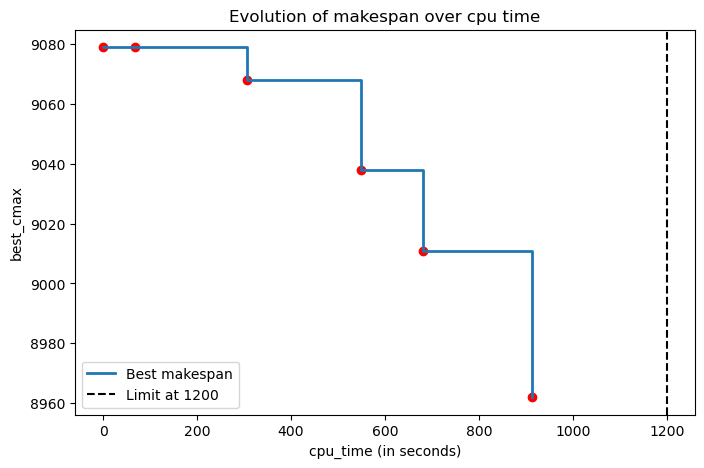 Evolution of makespan over cpu time
best_cmax
9080
9060
9040
9020
9000
8980
8960
Best makespan
Limit at 1200
0
200
400
600
800
1000
1200
cpu_time (in seconds)